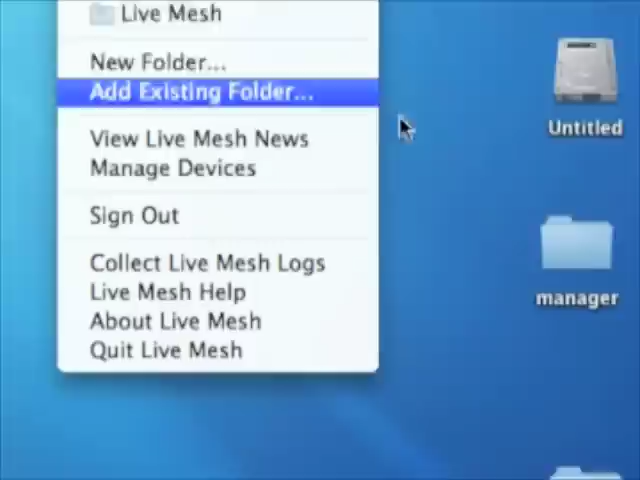 Live Mesh
New Folder...
Add Existing Folder...
View Live Mesh News
Manage Devices
Sign Out
Collect Live Mesh Logs
Live Mesh Help
About Live Mesh
Quit Live Mesh
Untitled
manager